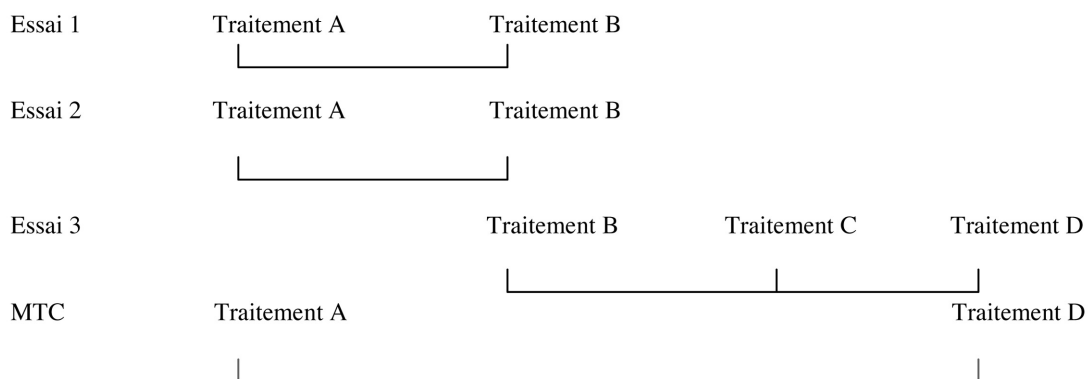 Essai 1 Traitement A Traitement B
Essai 2 Traitement A Traitement B
Essai 3 Traitement B Traitement C Traitement D
MTC Traitement A Traitement D